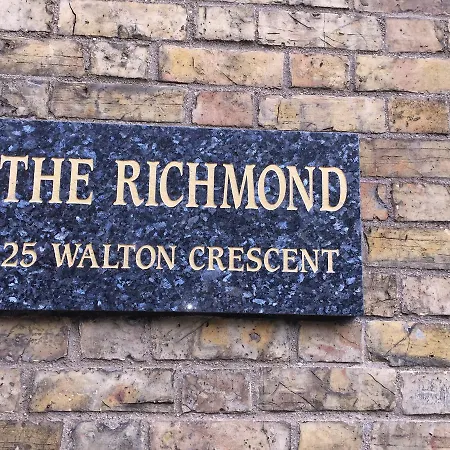 THE RICHMOND
25 WALTON CRESCENT